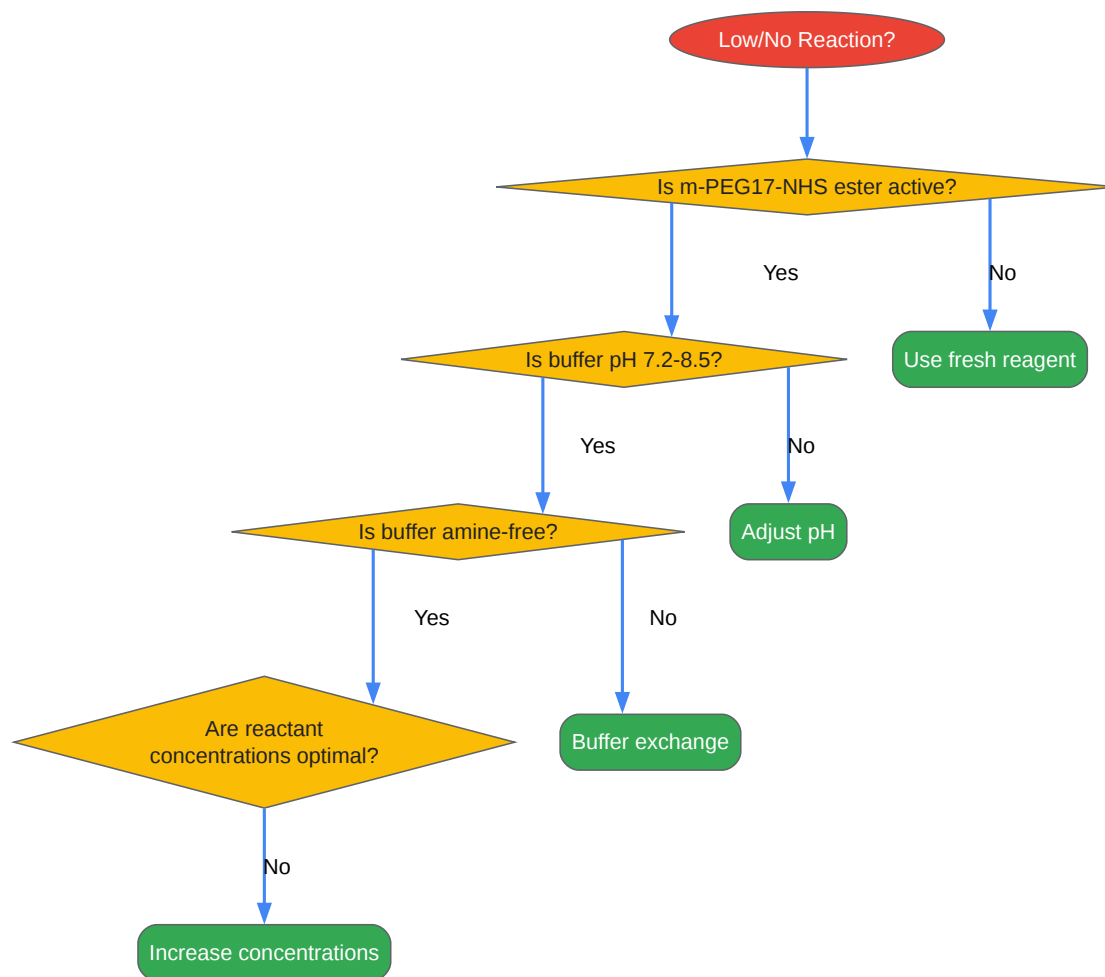 Low/No Reaction?
Is m-PEG17-NHS ester active?
Yes
No
Is buffer pH 7.2-8.5?
Use fresh reagent
Yes
No
Is buffer amine-free?
Adjust pH
Yes
No
Are reactant
concentrations optimal?
Buffer exchange
No
Increase concentrations